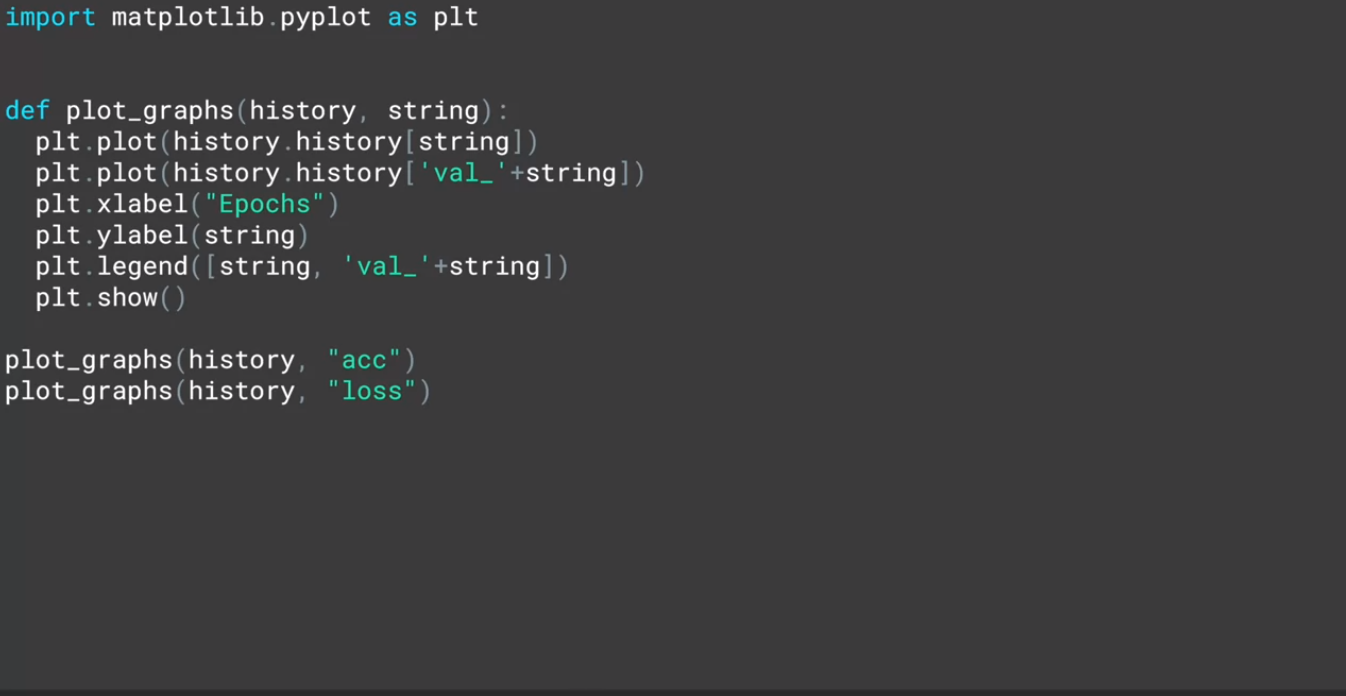 import matplotlib.pyplot as plt
def plot_graphs(history, string):
  plt.plot(history.history[string])
  plt.plot(history.history['val_'+string])
  plt.xlabel("Epochs")
  plt.ylabel(string)
  plt.legend([string, 'val_'+string])
  plt.show()
plot_graphs(history, "acc")
plot_graphs(history, "loss")